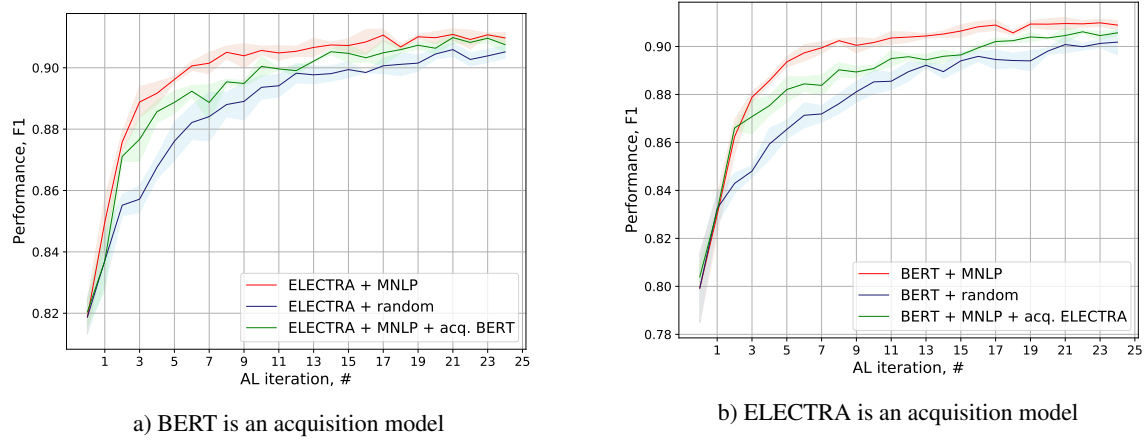 Performance, F1
0.90
0.88
0.86
0.84
0.82
ELECTRA + MNLP
ELECTRA + random
ELECTRA + MNLP + acq. BERT
1 3 5 7 9 11 13 15 17 19 21 23 25
AL iteration, #
a) BERT is an acquisition model
Performance, F1
0.90
0.88
0.86
0.84
0.82
0.80
0.78
BERT + MNLP
BERT + random
BERT + MNLP + acq. ELECTRA
1 3 5 7 9 11 13 15 17 19 21 23 25
AL iteration, #
b) ELECTRA is an acquisition model